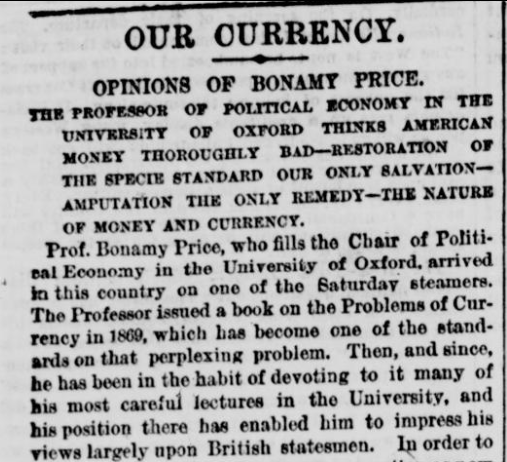 OUR CURRENCY.
OPINIONS OF BONAMY PRICE.
THE PROFESSOR OF POLITICAL ECONOMY IN THE
UNIVERSITY OF OXFORD THINKS AMERICAN
MONEY THOROUGHLY BAD—RESTORATION OF
THE SPECIE STANDARD OUR ONLY SALVATION—
AMPUTATION THE ONLY REMEDY—THE NATURE
OF MONEY AND CURRENCY.
Prof. Bonamy Price, who fills the Chair of Politi-
cal Economy in the University of Oxford, arrived
in this country on one of the Saturday steamers.
The Professor issued a book on the Problems of Cur-
rency in 1869, which has become one of the stand-
ards on that perplexing problem. Then, and since,
he has been in the habit of devoting to it many of
his most careful lectures in the University, and
his position there has enabled him to impress his
views largely upon British statesmen. In order to